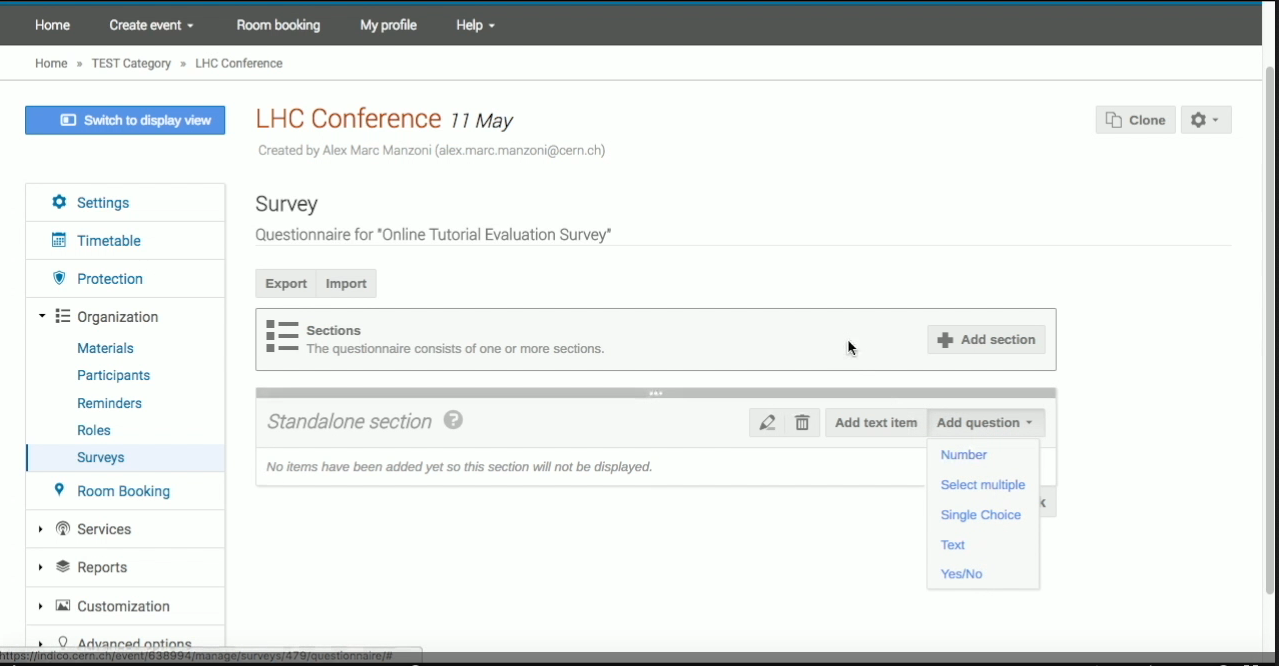 Home Create event Room booking My profile Help
Home » TEST Category » LHC Conference
Switch to display view
LHC Conference 11 May
Clone
Created by Alex Marc Manzoni (alex.marc.manzoni@cern.ch)
Settings
Timetable
Protection
Organization
Materials
Participants
Reminders
Roles
Surveys
Room Booking
Services
Reports
Customization
Advanced options
Survey
Questionnaire for "Online Tutorial Evaluation Survey"
Export Import
Sections
The questionnaire consists of one or more sections.
Add section
Standalone section ?
Add text item Add question
No items have been added yet so this section will not be displayed.
Number
Select multiple
Single Choice
Text
Yes/No
k
https://indico.cern.ch/event/638994/manage/surveys/479/questionnaire/#